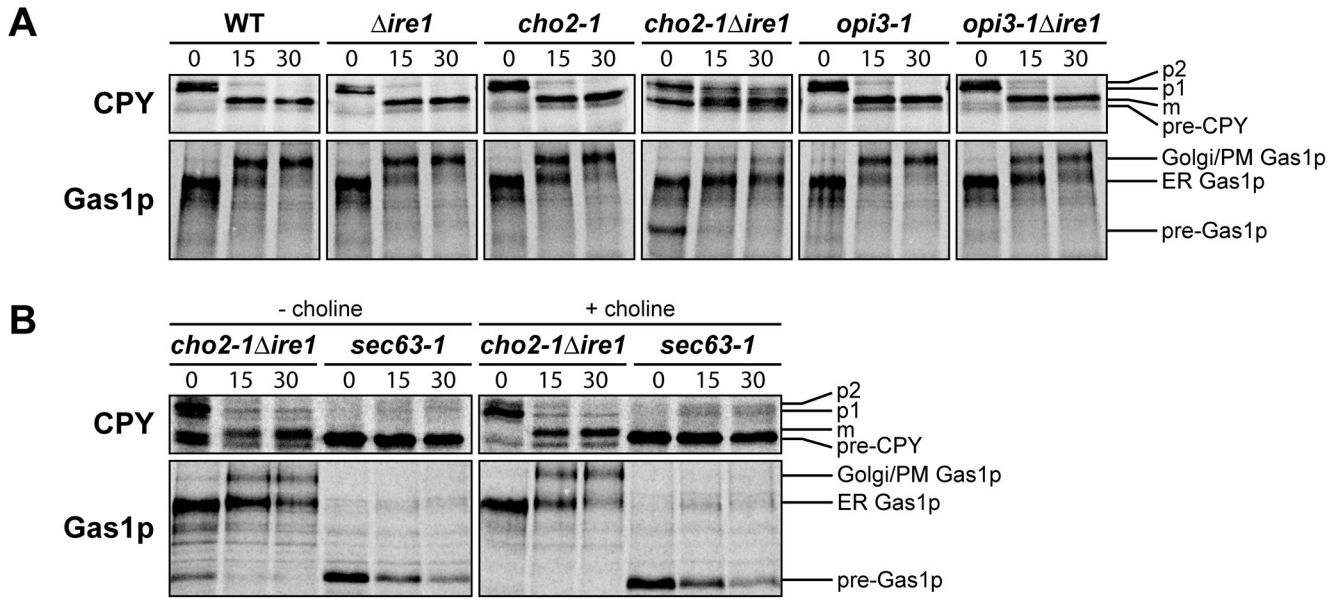 A
WT Δire1 cho2-1 cho2-1Δire1 opi3-1 opi3-1Δire1
0 15 30 0 15 30 0 15 30 0 15 30 0 15 30 0 15 30
CPY
p2
p1
m
pre-CPY
Gas1p
Golgi/PM Gas1p
ER Gas1p
pre-Gas1p
B
- choline + choline
cho2-1Δire1 sec63-1 cho2-1Δire1 sec63-1
0 15 30 0 15 30 0 15 30 0 15 30
CPY
p2
p1
m
pre-CPY
Gas1p
Golgi/PM Gas1p
ER Gas1p
pre-Gas1p